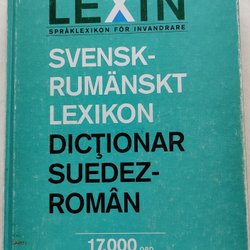 LEXIN
SPRÅKLEXIKON FÖR INVANDRARE
SVENSK-
RUMÄNSKT
LEXIKON
DICȚIONAR
SUEDEZ-
ROMÂN
17.000 ORD